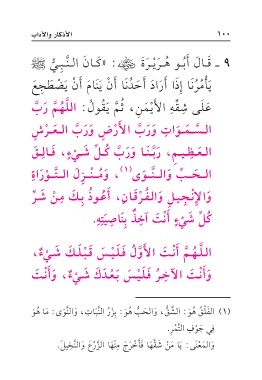 ١٠٠ الأذكار والآداب
٩ ـ قَالَ أَبُو هُرَيْرَةَ ﷺ: «كَانَ النَّبِيُّ ﷺ
يَأْمُرُنَا إِذَا أَرَادَ أَحَدُنَا أَنْ يَنَامَ أَنْ يَضْطَجِعَ
عَلَى شِقِّهِ الأَيْمَنِ، ثُمَّ يَقُولُ: اللَّهُمَّ رَبَّ
السَّمَوَاتِ وَرَبَّ الأَرْضِ وَرَبَّ العَرْشِ
العَظِيمِ، رَبَّنَا وَرَبَّ كُلِّ شَيْءٍ، فَالِقَ
الحَبِّ وَالنَّوَى(١)، وَمُنْزِلَ التَّوْرَاةِ
وَالإِنْجِيلِ وَالفُرْقَانِ، أَعُوذُ بِكَ مِنْ شَرِّ
كُلِّ شَيْءٍ أَنْتَ آخِذٌ بِنَاصِيَتِهِ.
اللَّهُمَّ أَنْتَ الأَوَّلُ فَلَيْسَ قَبْلَكَ شَيْءٌ،
وَأَنْتَ الآخِرُ فَلَيْسَ بَعْدَكَ شَيْءٌ، وَأَنْتَ
(١) الفَلْقُ هُوَ: الشَّقُّ، وَالحَبُّ هُوَ: بِزْرُ النَّبَاتِ، وَالنَّوَى: مَا هُوَ
فِي جَوْفِ التَّمْرِ.
وَالمَعْنَى: يَا مَنْ شَقَّهَا فَأَخْرَجَ مِنْهَا الزَّرْعَ وَالنَّخِيلَ.